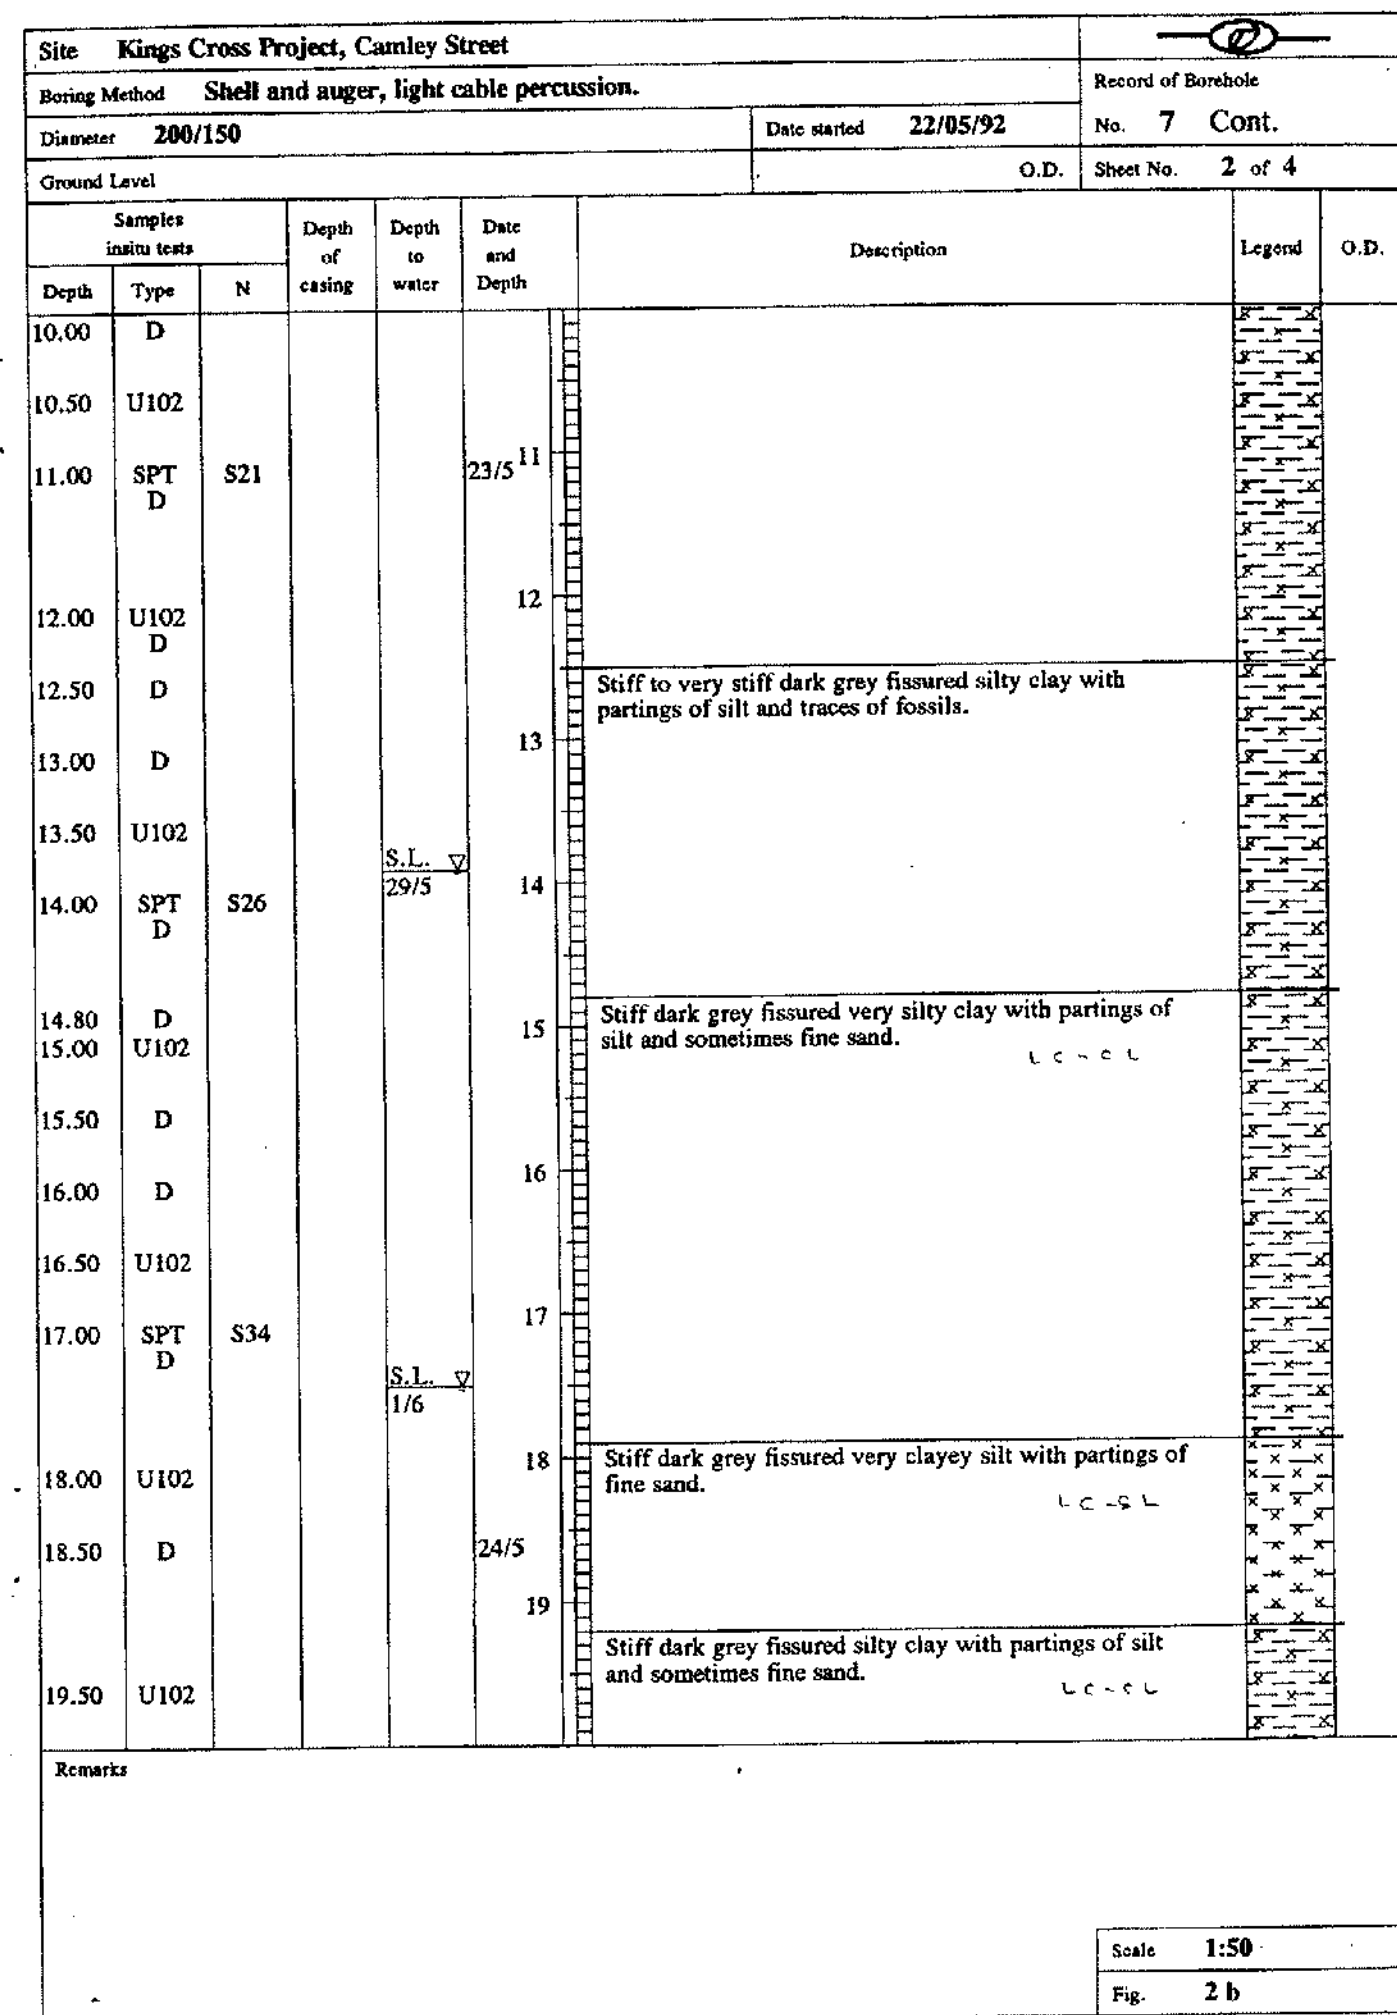 Site Kings Cross Project, Camley Street
Boring Method Shell and auger, light cable percussion.
Record of Borehole
Diameter 200/150 Date started 22/05/92 No. 7 Cont.
Ground Level O.D. Sheet No. 2 of 4
Samples
insitu tests
Depth Type N
Depth
of
casing
Depth
to
water
Date
and
Depth
Description
Legend
O.D.
10.00 D
10.50 U102
11.00 SPT S21 23/5 11
D
12
12.00 U102
D
12.50 D Stiff to very stiff dark grey fissured silty clay with
partings of silt and traces of fossils.
13
13.00 D
13.50 U102
S.L.
29/5 14
14.00 SPT S26
D
14.80 D Stiff dark grey fissured very silty clay with partings of
15 silt and sometimes fine sand.
15.00 U102 LC-CL
15.50 D
16
16.00 D
16.50 U102
17
17.00 SPT S34
D
S.L.
1/6
18 Stiff dark grey fissured very clayey silt with partings of
18.00 U102 fine sand.
LC-SL
18.50 D 24/5
19
Stiff dark grey fissured silty clay with partings of silt
and sometimes fine sand.
19.50 U102 LC-CL
Remarks
Scale 1:50
Fig. 2 b